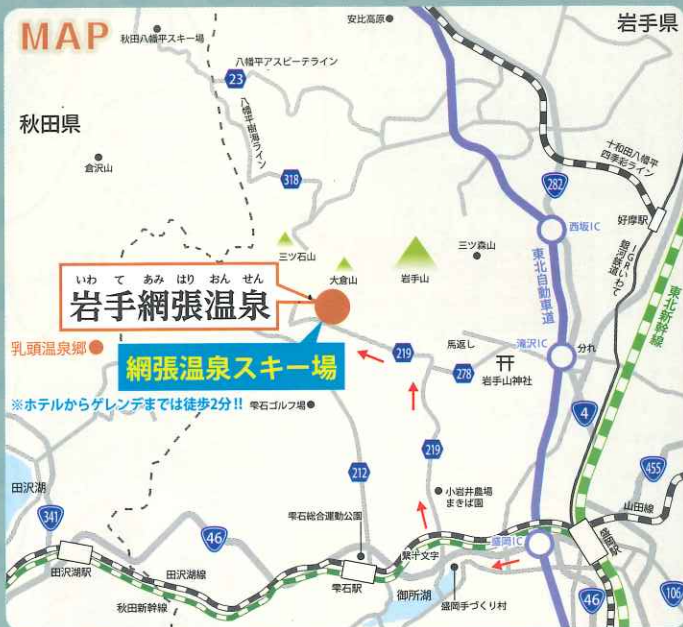 MAP
秋田八幡平スキー場
安比高原
岩手県
八幡平アスピーテライン
23
秋田県
八幡平樹海ライン
倉沢山
318
十和田八幡平
四季彩ライン
282
好摩駅
西坂IC
三ツ石山
大倉山
岩手山
三ツ森山
東北自動車道
IGRいわて
銀河鉄道
東北新幹線
いわてあみはりおんせん
岩手網張温泉
乳頭温泉郷
網張温泉スキー場
※ホテルからゲレンデまでは徒歩2分!!
219
馬返し
278
岩手山神社
滝沢IC
分れ
雫石ゴルフ場
4
212
219
小岩井農場
まきば園
455
田沢湖
341
46
雫石総合運動公園
山田線
盛岡IC
盛岡駅
繋十文字
田沢湖駅
田沢湖線
雫石駅
秋田新幹線
御所湖
盛岡手づくり村
46
106